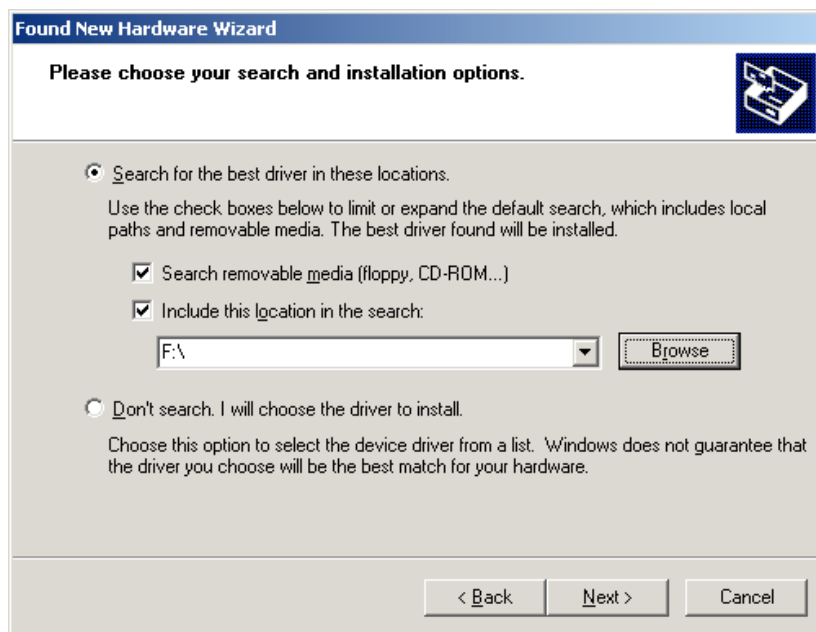 Found New Hardware Wizard
Please choose your search and installation options.
Search for the best driver in these locations.
Use the check boxes below to limit or expand the default search, which includes local
paths and removable media. The best driver found will be installed.
Search removable media (floppy, CD-ROM...)
Include this location in the search:
F:\
Browse
Don't search. I will choose the driver to install.
Choose this option to select the device driver from a list.  Windows does not guarantee that
the driver you choose will be the best match for your hardware.
< Back
Next >
Cancel